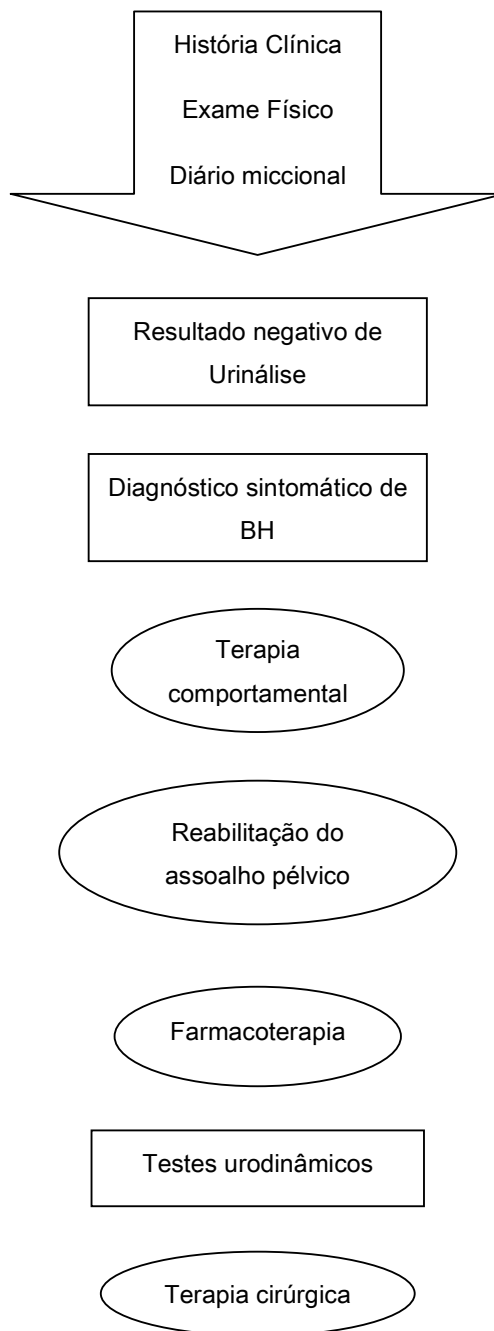 História Clínica
Exame Físico
Diário miccional
Resultado negativo de
Urinálise
Diagnóstico sintomático de
BH
Terapia
comportamental
Reabilitação do
assoalho pélvico
Farmacoterapia
Testes urodinâmicos
Terapia cirúrgica